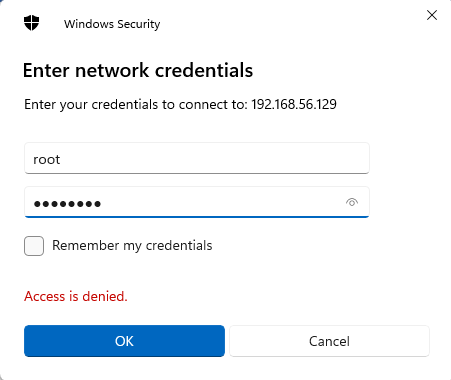 Windows Security
Enter network credentials
Enter your credentials to connect to: 192.168.56.129
root
●●●●●●●●
Remember my credentials
Access is denied.
OK
Cancel